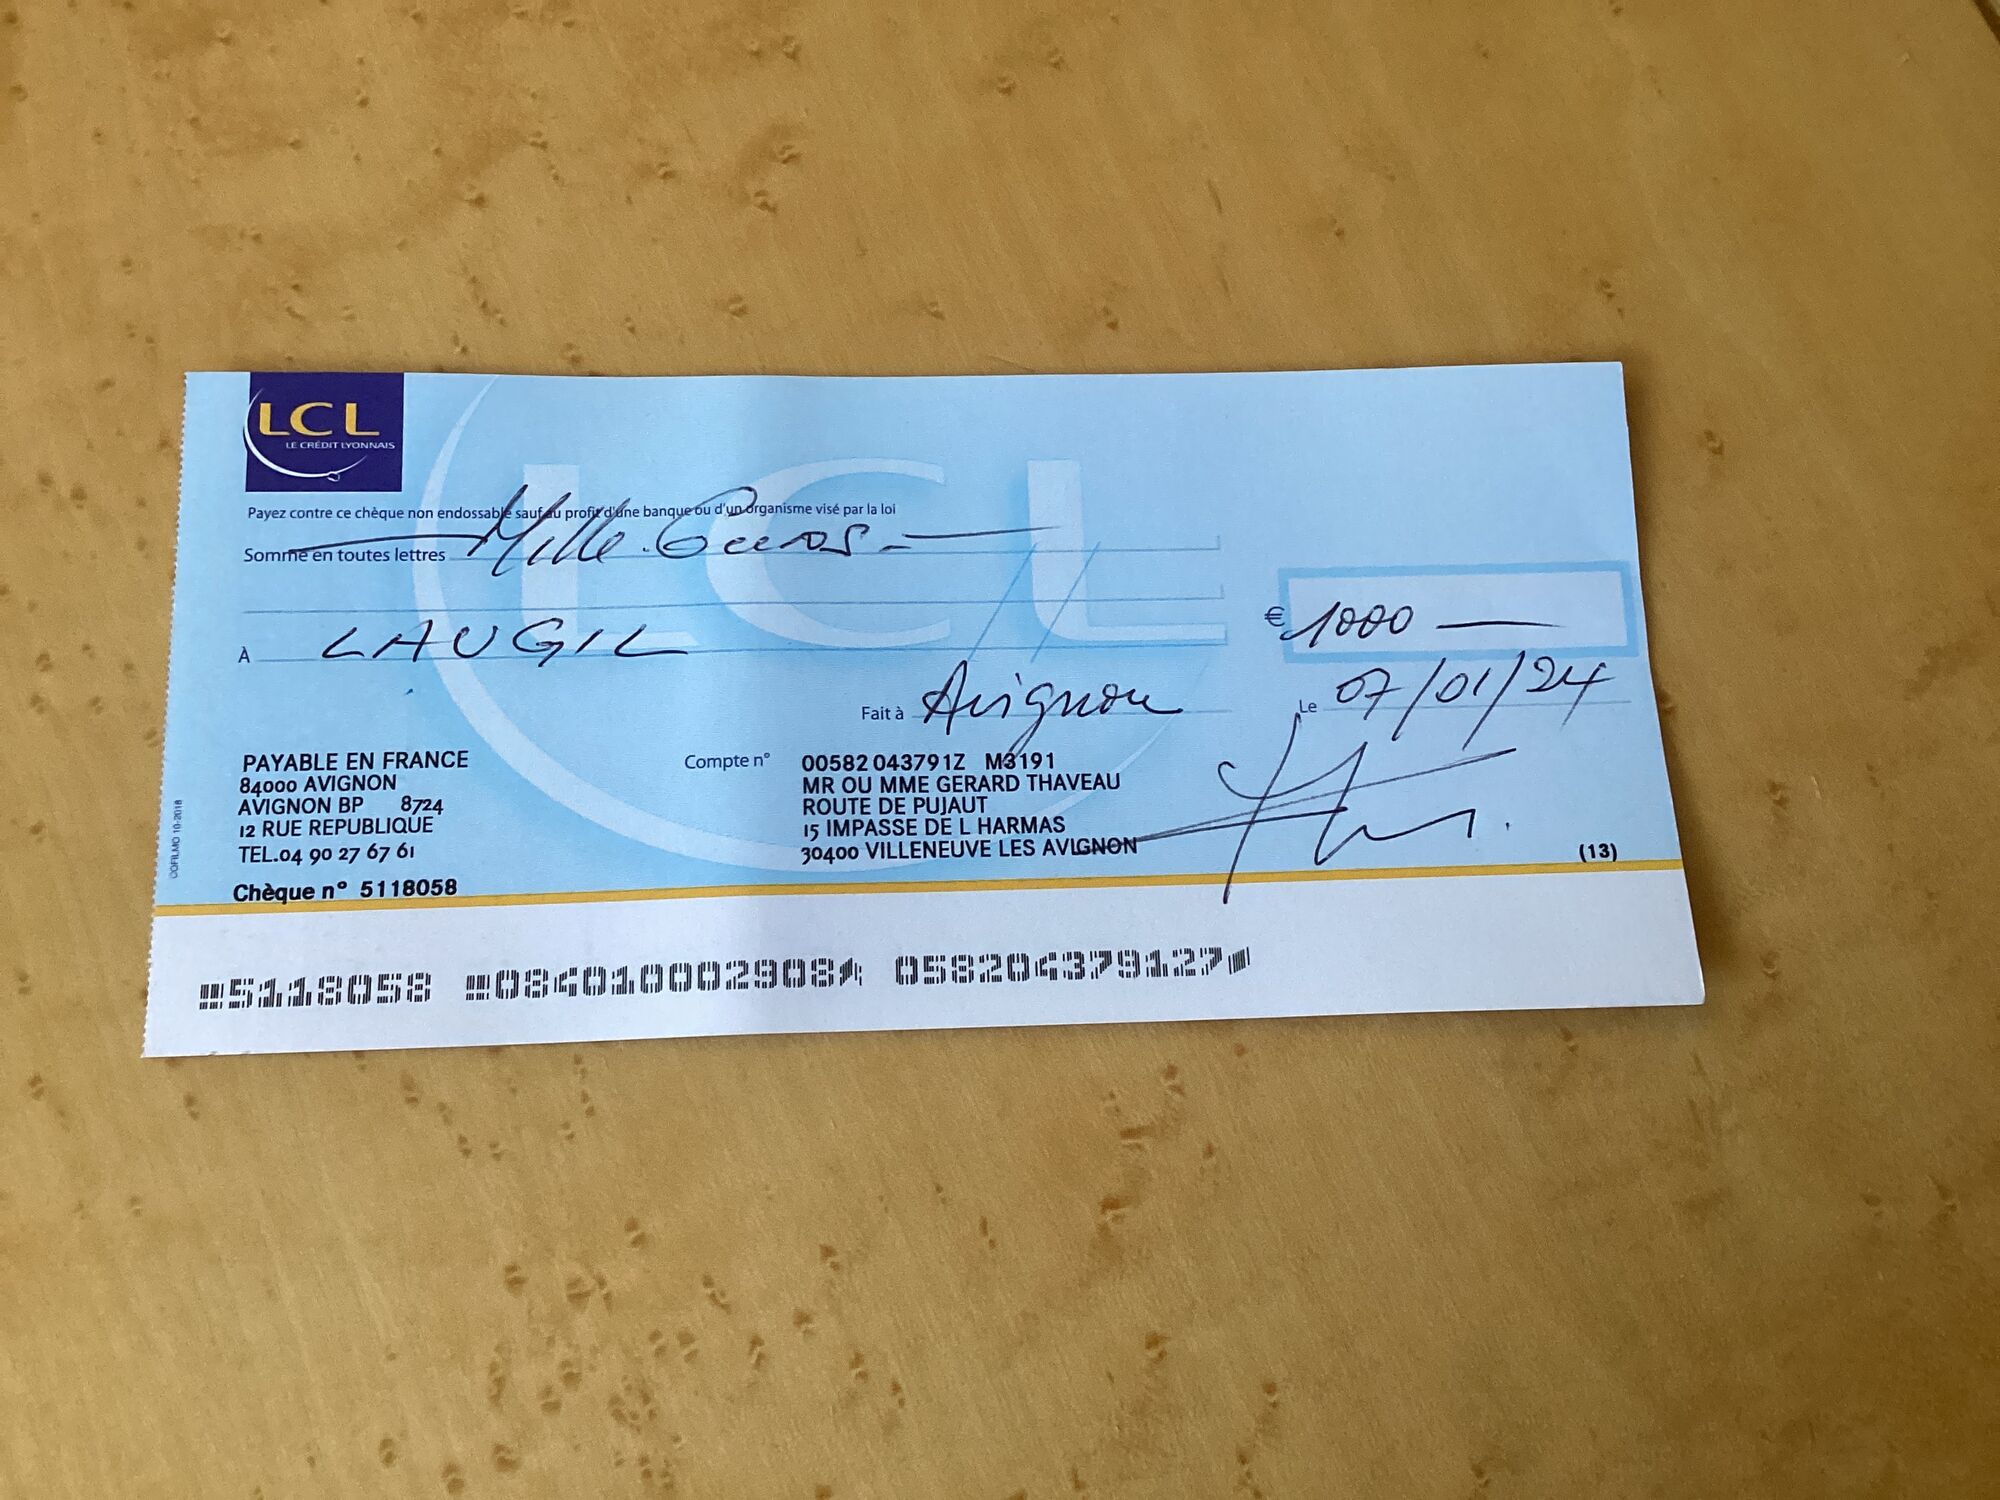 LCL
LE CRÉDIT LYONNAIS
LCL
Payez contre ce chèque non endossable sauf au profit d'une banque ou d'un organisme visé par la loi
Somme en toutes lettres Mille Euros
€ 1000
À LAUGIL
Fait à Avignon Le 07/01/24
PAYABLE EN FRANCE
84000 AVIGNON
AVIGNON BP 8724
12 RUE REPUBLIQUE
TEL.04 90 27 67 61
Compte n° 00582 043791Z M3191
MR OU MME GERARD THAVEAU
ROUTE DE PUJAUT
15 IMPASSE DE L HARMAS
30400 VILLENEUVE LES AVIGNON
(13)
Chèque n° 5118058
5118058 084010002908 058204379127